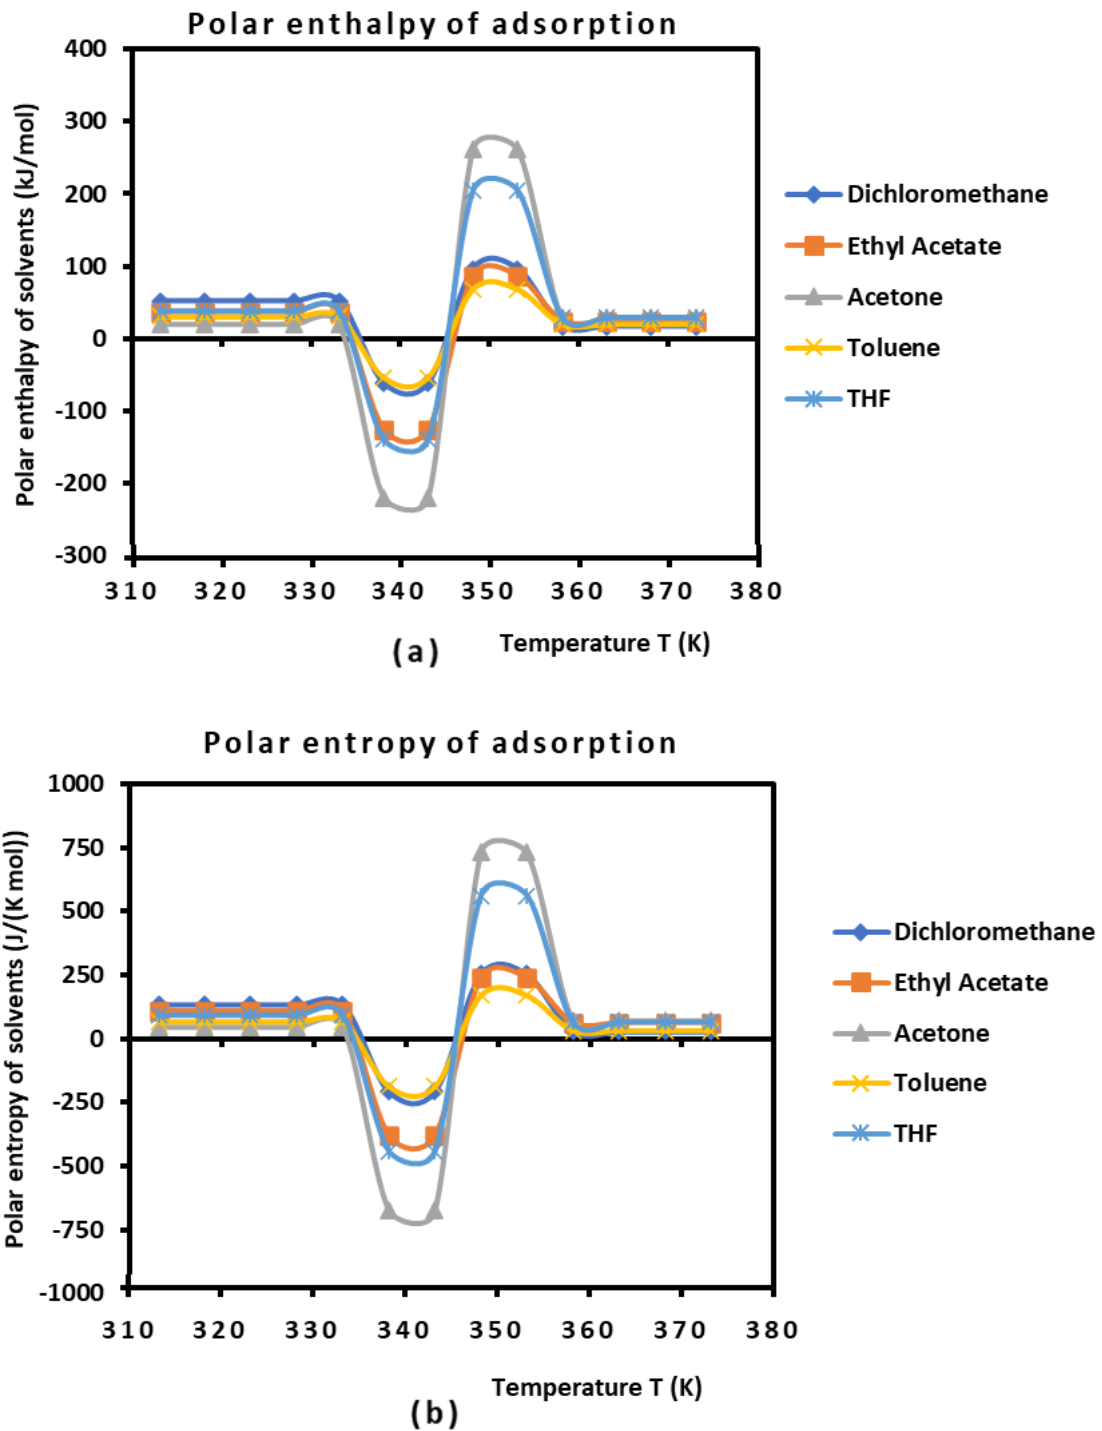 Polar enthalpy of adsorption
Polar enthalpy of solvents (kJ/mol)
400
300
200
100
0
-100
-200
-300
310 320 330 340 350 360 370 380
Temperature T (K)
(a)
Dichloromethane
Ethyl Acetate
Acetone
Toluene
THF
Polar entropy of adsorption
Polar entropy of solvents (J/(K mol))
1000
750
500
250
0
-250
-500
-750
-1000
310 320 330 340 350 360 370 380
Temperature T (K)
(b)
Dichloromethane
Ethyl Acetate
Acetone
Toluene
THF